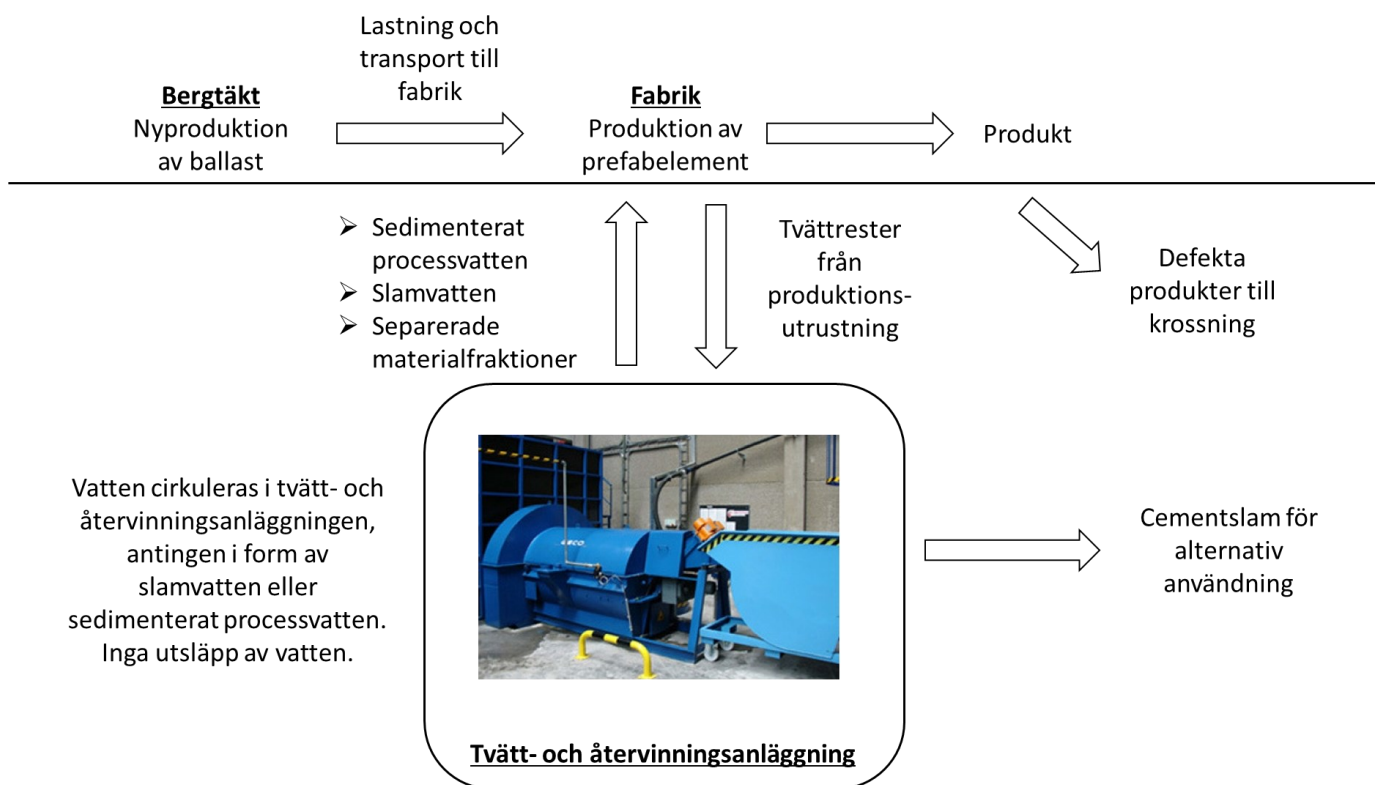 Lastning och
transport till
fabrik
Bergtäkt
Nyproduktion
av ballast
Fabrik
Produktion av
prefabelement
Produkt
➢ Sedimenterat
processvatten
➢ Slamvatten
➢ Separerade
materialfraktioner
Tvättrester
från
produktions-
utrustning
Defekta
produkter till
krossning
Vatten cirkuleras i tvätt- och
återvinningsanläggningen,
antingen i form av
slamvatten eller
sedimenterat processvatten.
Inga utsläpp av vatten.
Cementslam för
alternativ
användning
Tvätt- och återvinningsanläggning